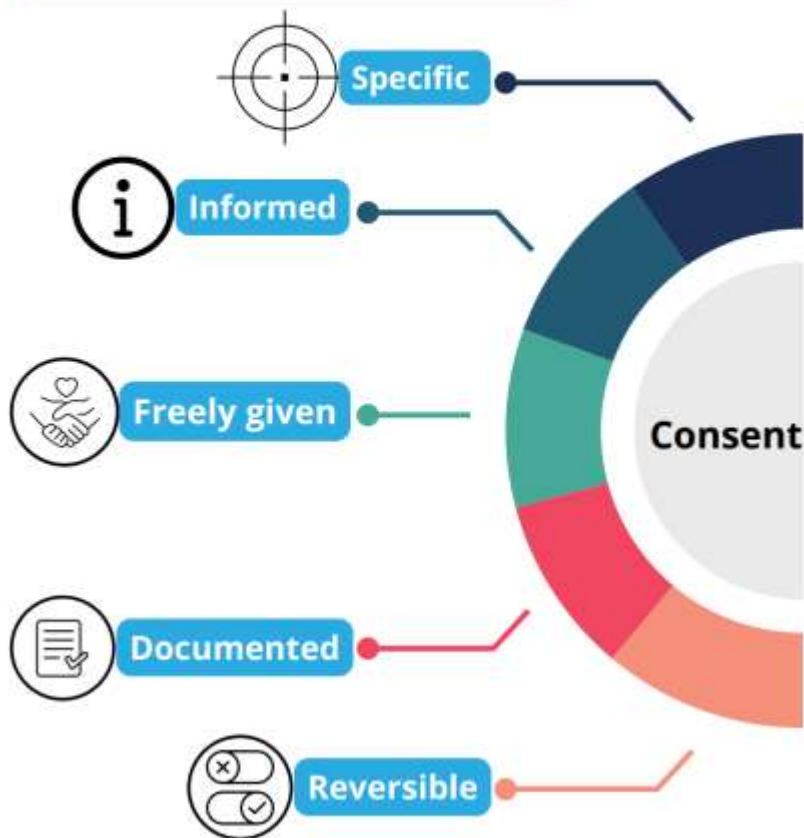 Specific
Informed
Freely given
Consent
Documented
Reversible